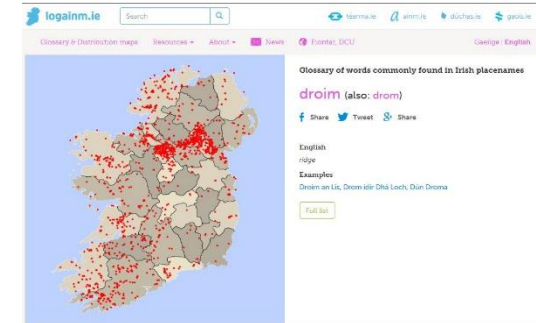 logainm.ie Search téarma.ie ainm.ie dúchas.ie gaois.ie
Glossary & Distribution maps Resources About News Fiontar, DCU Gaeilge | English
Glossary of words commonly found in Irish placenames
droim (also: drom)
Share Tweet Share
English
ridge
Examples
Droim an Lis, Drom idir Dhá Loch, Dún Droma
Full list